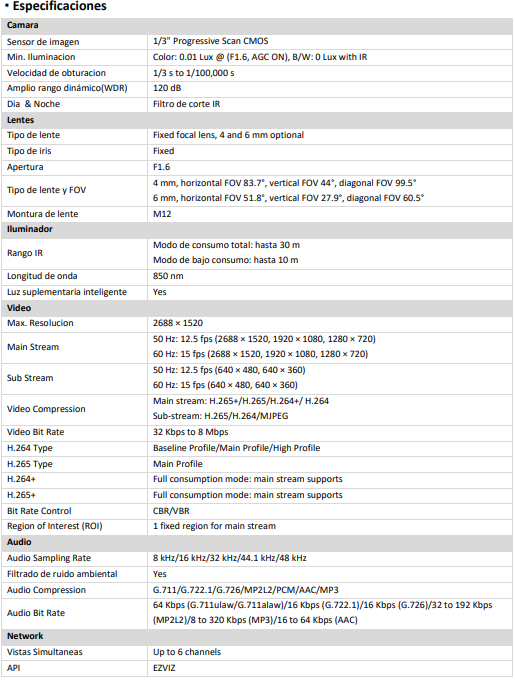 ▪ Especificaciones
Camara
Sensor de imagen 1/3" Progressive Scan CMOS
Min. Iluminacion Color: 0.01 Lux @ (F1.6, AGC ON), B/W: 0 Lux with IR
Velocidad de obturacion 1/3 s to 1/100,000 s
Amplio rango dinámico(WDR) 120 dB
Dia & Noche Filtro de corte IR
Lentes
Tipo de lente Fixed focal lens, 4 and 6 mm optional
Tipo de iris Fixed
Apertura F1.6
Tipo de lente y FOV 4 mm, horizontal FOV 83.7°, vertical FOV 44°, diagonal FOV 99.5°
6 mm, horizontal FOV 51.8°, vertical FOV 27.9°, diagonal FOV 60.5°
Montura de lente M12
Iluminador
Rango IR Modo de consumo total: hasta 30 m
Modo de bajo consumo: hasta 10 m
Longitud de onda 850 nm
Luz suplementaria inteligente Yes
Video
Max. Resolucion 2688 × 1520
Main Stream 50 Hz: 12.5 fps (2688 × 1520, 1920 × 1080, 1280 × 720)
60 Hz: 15 fps (2688 × 1520, 1920 × 1080, 1280 × 720)
Sub Stream 50 Hz: 12.5 fps (640 × 480, 640 × 360)
60 Hz: 15 fps (640 × 480, 640 × 360)
Video Compression Main stream: H.265+/H.265/H.264+/ H.264
Sub-stream: H.265/H.264/MJPEG
Video Bit Rate 32 Kbps to 8 Mbps
H.264 Type Baseline Profile/Main Profile/High Profile
H.265 Type Main Profile
H.264+ Full consumption mode: main stream supports
H.265+ Full consumption mode: main stream supports
Bit Rate Control CBR/VBR
Region of Interest (ROI) 1 fixed region for main stream
Audio
Audio Sampling Rate 8 kHz/16 kHz/32 kHz/44.1 kHz/48 kHz
Filtrado de ruido ambiental Yes
Audio Compression G.711/G.722.1/G.726/MP2L2/PCM/AAC/MP3
Audio Bit Rate 64 Kbps (G.711ulaw/G.711alaw)/16 Kbps (G.722.1)/16 Kbps (G.726)/32 to 192 Kbps
(MP2L2)/8 to 320 Kbps (MP3)/16 to 64 Kbps (AAC)
Network
Vistas Simultaneas Up to 6 channels
API EZVIZ